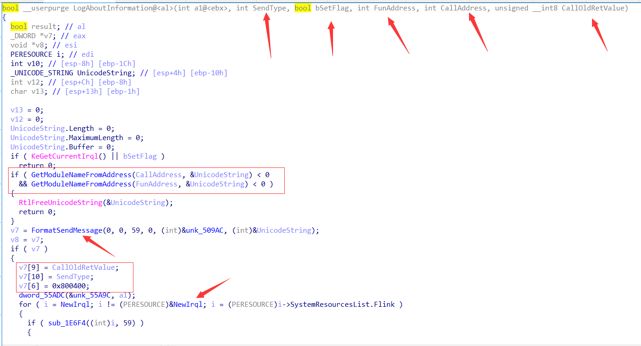 bool __userpurge LogAboutInformation@<al>(int a1@<ebx>, int SendType, bool bSetFlag, int FunAddress, int CallAddress, unsigned __int8 CallOldRetValue)
{
bool result; // al
_DWORD *v7; // eax
void *v8; // esi
PERESOURCE i; // edi
int v10; // [esp-8h] [ebp-1Ch]
_UNICODE_STRING UnicodeString; // [esp+4h] [ebp-10h]
int v12; // [esp+Ch] [ebp-8h]
char v13; // [esp+13h] [ebp-1h]
v13 = 0;
v12 = 0;
UnicodeString.Length = 0;
UnicodeString.MaximumLength = 0;
UnicodeString.Buffer = 0;
if ( KeGetCurrentIrql() || bSetFlag )
return 0;
if ( GetModuleNameFromAddress(CallAddress, &UnicodeString) < 0
&& GetModuleNameFromAddress(FunAddress, &UnicodeString) < 0 )
{
RtlFreeUnicodeString(&UnicodeString);
return 0;
}
v7 = FormatSendMessage(0, 0, 59, 0, (int)&unk_509AC, (int)&UnicodeString);
v8 = v7;
if ( v7 )
{
v7[9] = CallOldRetValue;
v7[10] = SendType;
v7[6] = 0x800400;
dword_55ADC(&unk_55A9C, a1);
for ( i = NewIrql; i != (PERESOURCE)&NewIrql; i = (PERESOURCE)i->SystemResourcesList.Flink )
{
if ( sub_1E6F4((int)i, 59) )
{